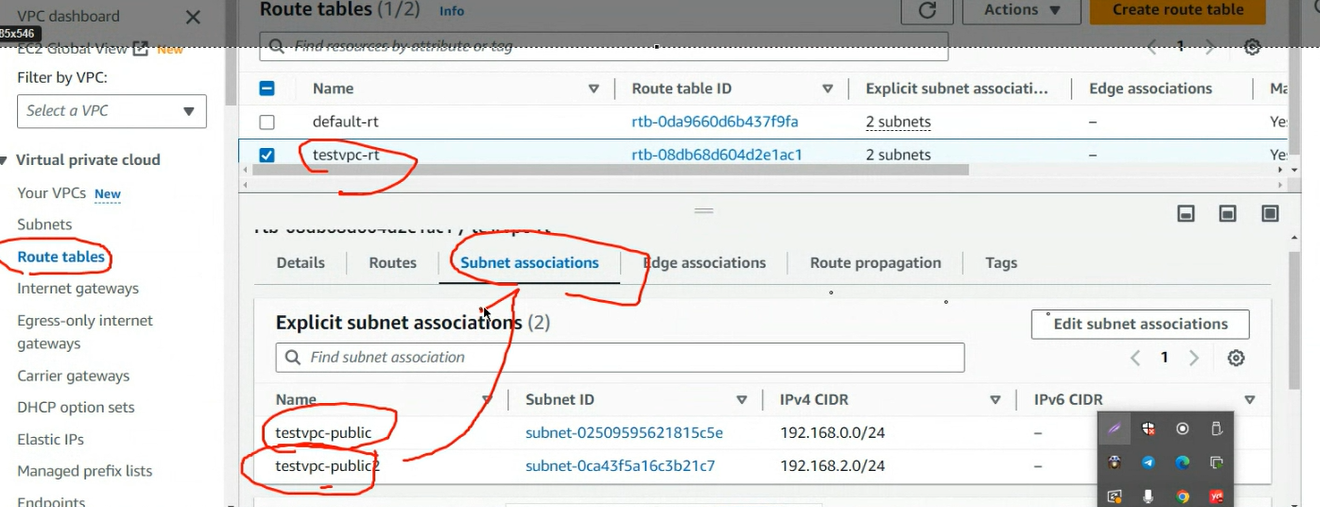 VPC dashboard
85x546
EC2 Global View New
Filter by VPC:
Select a VPC
Virtual private cloud
Your VPCs New
Subnets
Route tables
Internet gateways
Egress-only internet
gateways
Carrier gateways
DHCP option sets
Elastic IPs
Managed prefix lists
Endpoints
Route tables (1/2) Info
Actions
Create route table
Find resources by attribute or tag
1
Name Route table ID Explicit subnet associati... Edge associations Ma
default-rt rtb-0da9660d6b437f9fa 2 subnets – Yes
testvpc-rt rtb-08db68d604d2e1ac1 2 subnets – Yes
rtb-08db68d604d2e1ac1 / testvpc-rt
Details Routes Subnet associations Edge associations Route propagation Tags
Explicit subnet associations (2)
Edit subnet associations
Find subnet association
1
Name Subnet ID IPv4 CIDR IPv6 CIDR
testvpc-public subnet-02509595621815c5e 192.168.0.0/24 –
testvpc-public2 subnet-0ca43f5a16c3b21c7 192.168.2.0/24 –